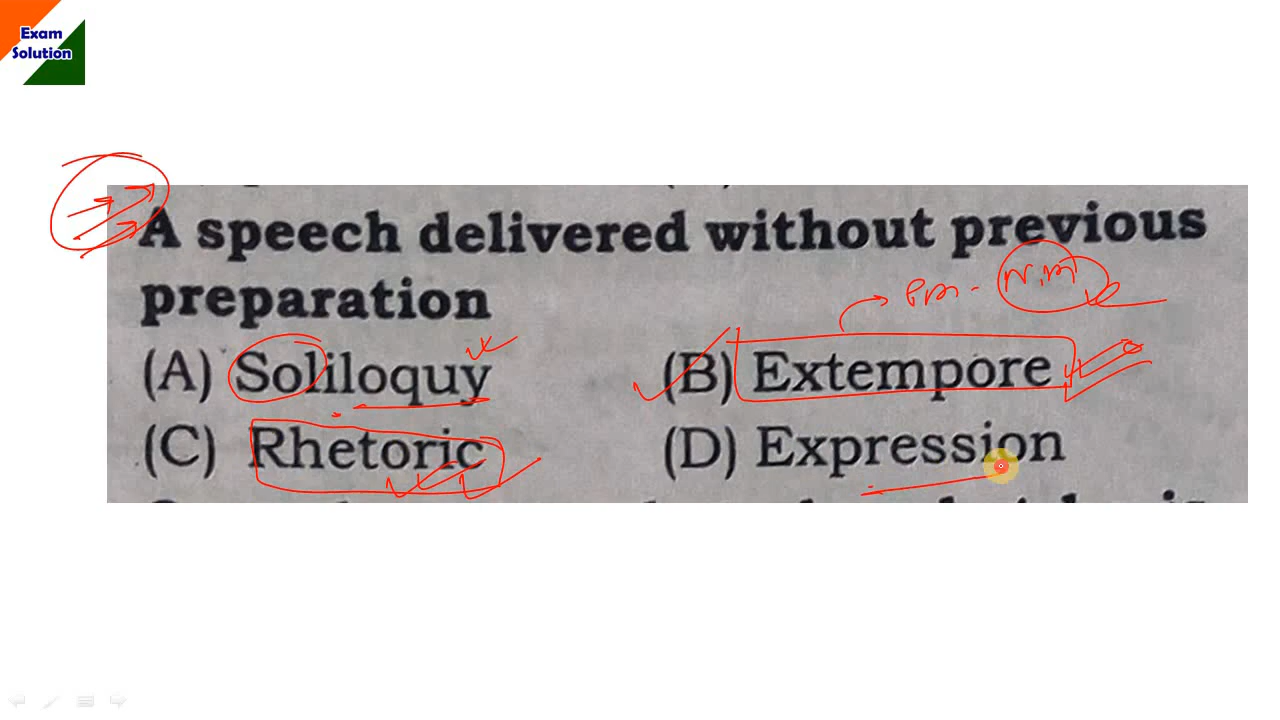 Exam
Solution
A speech delivered without previous
preparation
(A) Soliloquy (B) Extempore
(C) Rhetoric (D) Expression